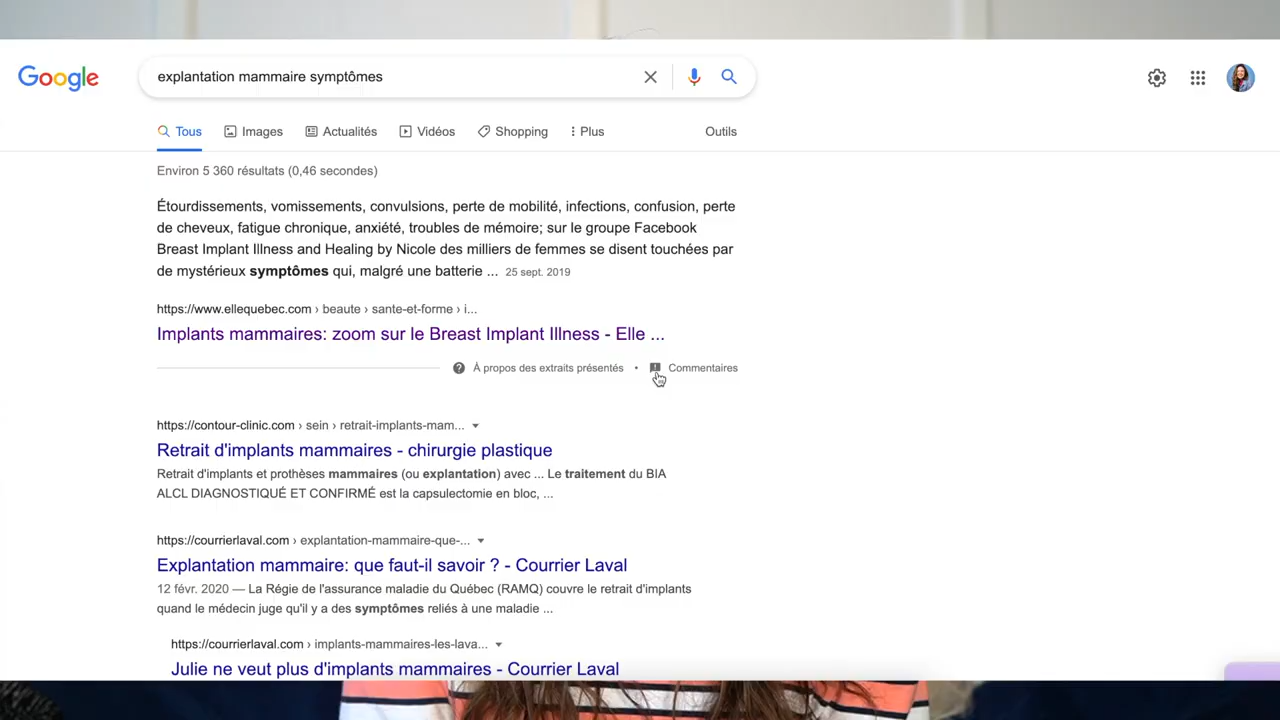 Google
explantation mammaire symptômes
Tous Images Actualités Vidéos Shopping Plus Outils
Environ 5 360 résultats (0,46 secondes)
Étourdissements, vomissements, convulsions, perte de mobilité, infections, confusion, perte
de cheveux, fatigue chronique, anxiété, troubles de mémoire; sur le groupe Facebook
Breast Implant Illness and Healing by Nicole des milliers de femmes se disent touchées par
de mystérieux symptômes qui, malgré une batterie ... 25 sept. 2019
https://www.ellequebec.com › beaute › sante-et-forme › i...
Implants mammaires: zoom sur le Breast Implant Illness - Elle ...
À propos des extraits présentés • Commentaires
https://contour-clinic.com › sein › retrait-implants-mam...
Retrait d'implants mammaires - chirurgie plastique
Retrait d'implants et prothèses mammaires (ou explantation) avec ... Le traitement du BIA
ALCL DIAGNOSTIQUÉ ET CONFIRMÉ est la capsulectomie en bloc, ...
https://courrierlaval.com › explantation-mammaire-que-...
Explantation mammaire: que faut-il savoir ? - Courrier Laval
12 févr. 2020 — La Régie de l'assurance maladie du Québec (RAMQ) couvre le retrait d'implants
quand le médecin juge qu'il y a des symptômes reliés à une maladie ...
https://courrierlaval.com › implants-mammaires-les-lava...
Julie ne veut plus d'implants mammaires - Courrier Laval